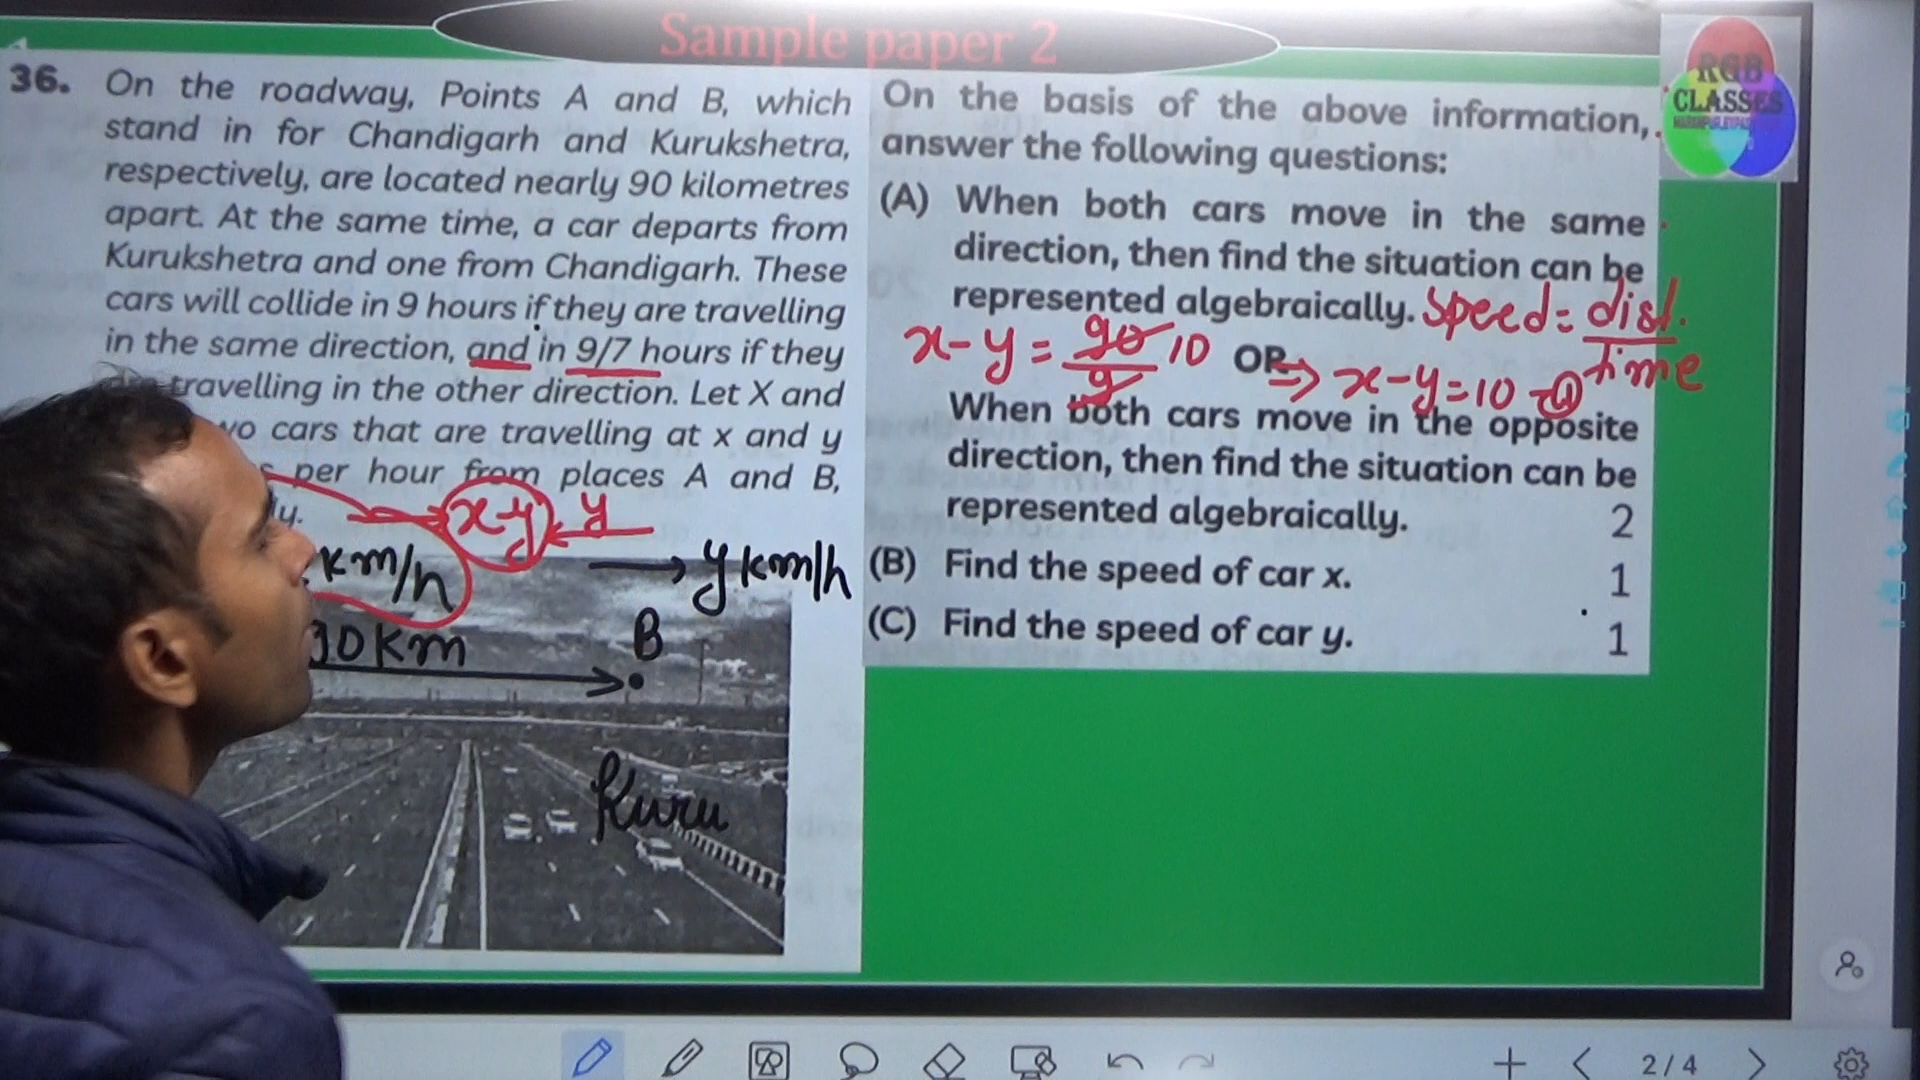 Sample paper 2
RGB
CLASSES
36. On the roadway, Points A and B, which
stand in for Chandigarh and Kurukshetra,
respectively, are located nearly 90 kilometres
apart. At the same time, a car departs from
Kurukshetra and one from Chandigarh. These
cars will collide in 9 hours if they are travelling
in the same direction, and in 9/7 hours if they
travelling in the other direction. Let X and
cars that are travelling at x and y
per hour from places A and B,
x-y
y
km/h
y km/h
90 Km
B
Kuru
On the basis of the above information,
answer the following questions:
(A) When both cars move in the same
direction, then find the situation can be
represented algebraically.
Speed = dist.
time
x-y = 90
9
10
OR
⇒ x-y=10 -①
When both cars move in the opposite
direction, then find the situation can be
represented algebraically. 2
(B) Find the speed of car x. 1
(C) Find the speed of car y. 1
2/4